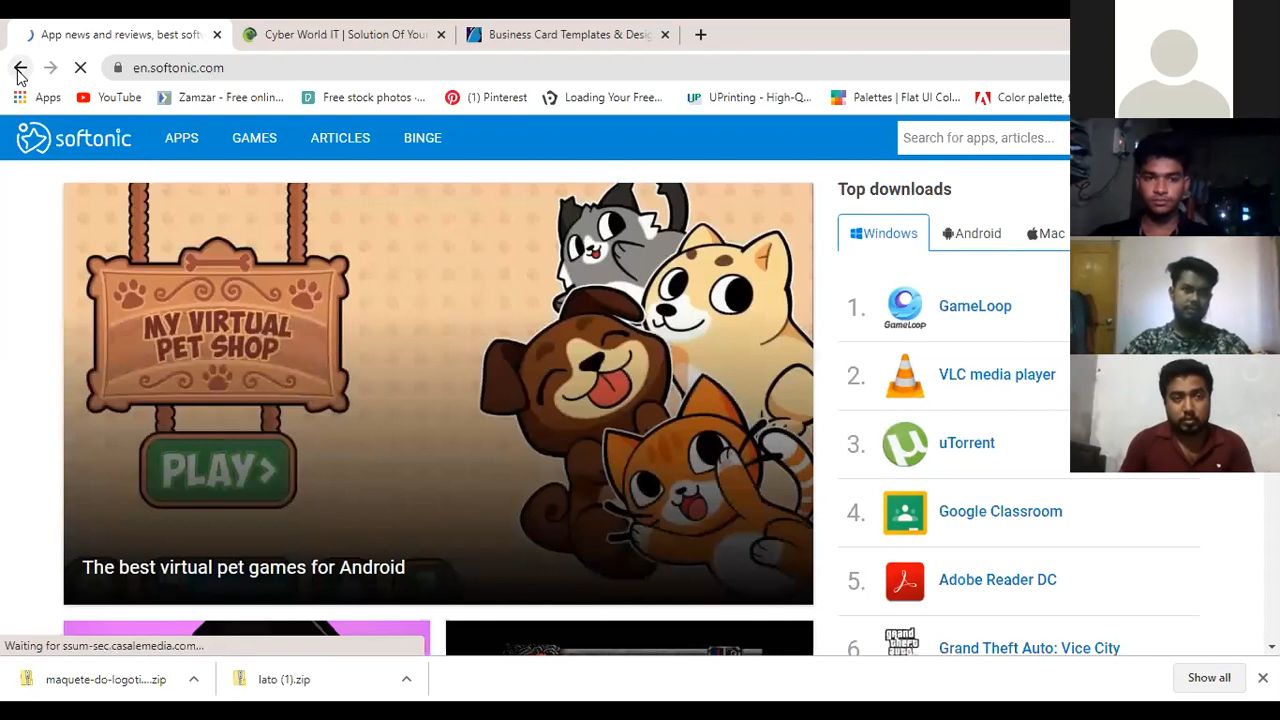 App news and reviews, best soft
Cyber World IT | Solution Of Your
Business Card Templates & Desig
en.softonic.com
Apps
YouTube
Zamzar - Free onlin...
Free stock photos -...
(1) Pinterest
Loading Your Free...
UPrinting - High-Q...
Palettes | Flat UI Col...
Color palette, t
softonic
APPS
GAMES
ARTICLES
BINGE
Search for apps, articles...
MY VIRTUAL
PET SHOP
PLAY>
The best virtual pet games for Android
Top downloads
Windows
Android
Mac
1.
GameLoop
GameLoop
2.
VLC media player
3.
uTorrent
4.
Google Classroom
5.
Adobe Reader DC
6
grand
theft
auto
Grand Theft Auto: Vice City
Waiting for ssum-sec.casalemedia.com...
maquete-do-logoti....zip
lato (1).zip
Show all